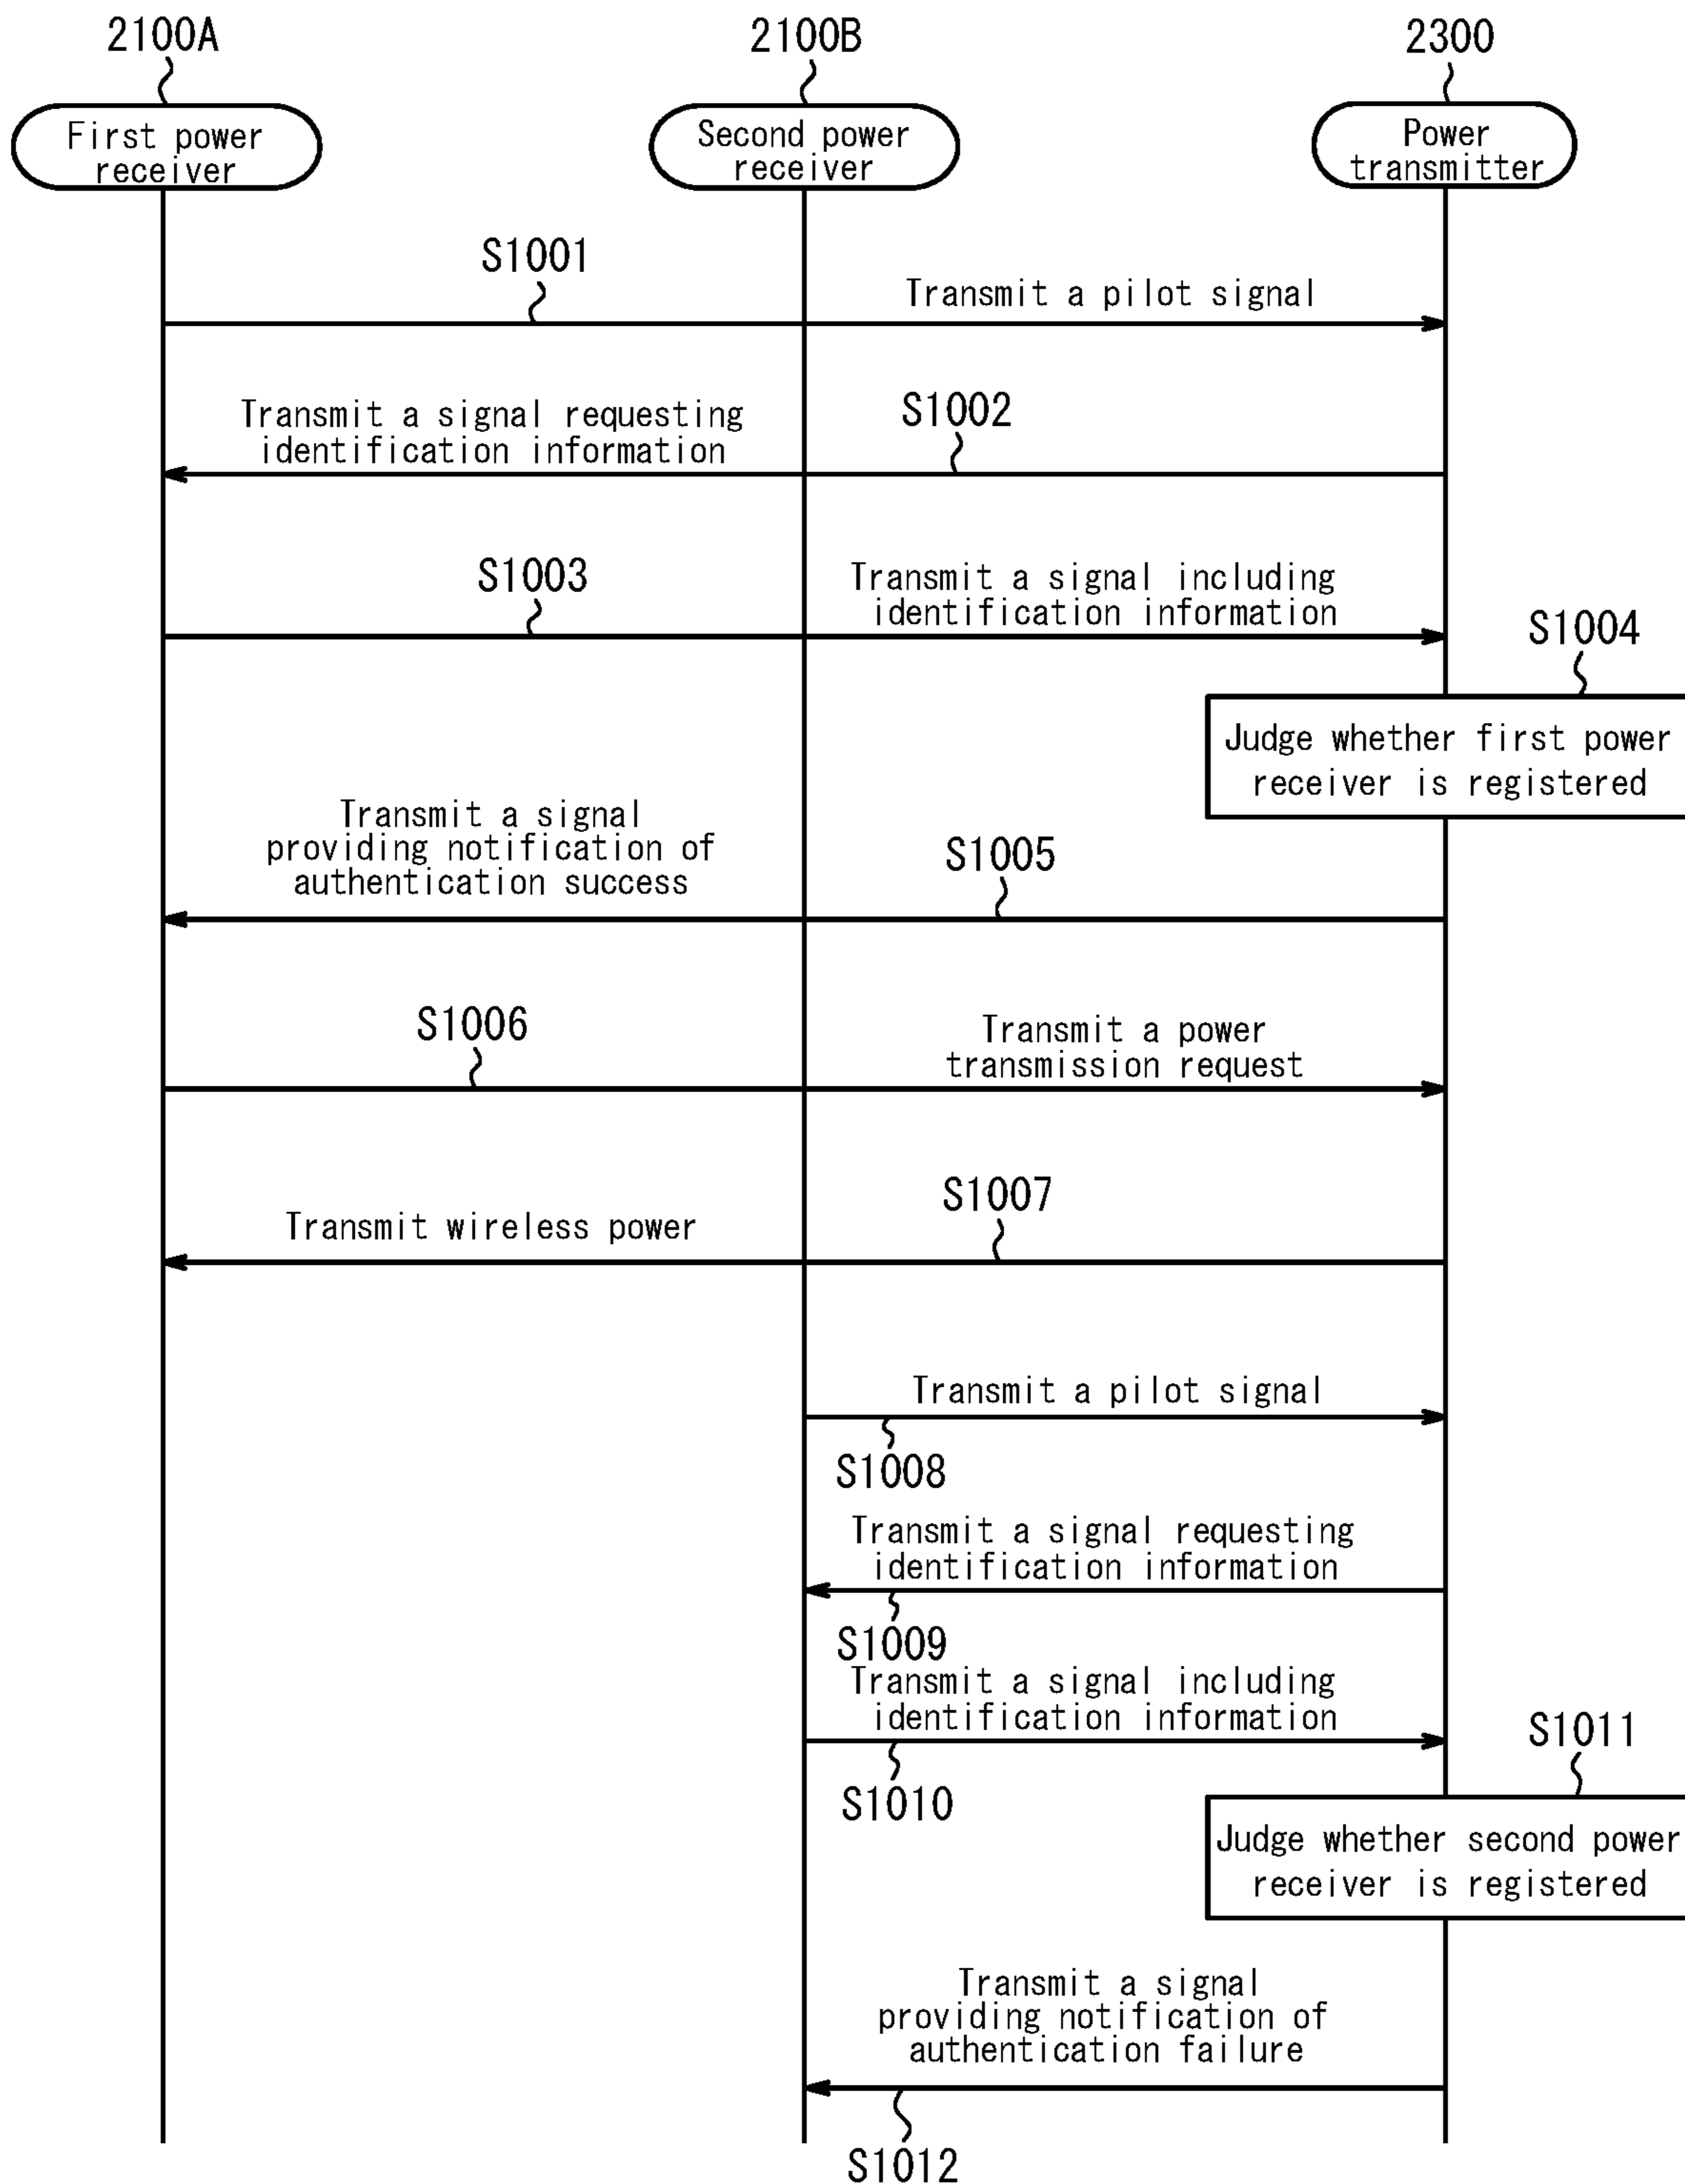 2100A
2100B
2300
First power
receiver
Second power
receiver
Power
transmitter
S1001
Transmit a pilot signal
Transmit a signal requesting
identification information
S1002
S1003
Transmit a signal including
identification information
S1004
Judge whether first power
receiver is registered
Transmit a signal
providing notification of
authentication success
S1005
S1006
Transmit a power
transmission request
S1007
Transmit wireless power
Transmit a pilot signal
S1008
Transmit a signal requesting
identification information
S1009
Transmit a signal including
identification information
S1010
S1011
Judge whether second power
receiver is registered
Transmit a signal
providing notification of
authentication failure
S1012